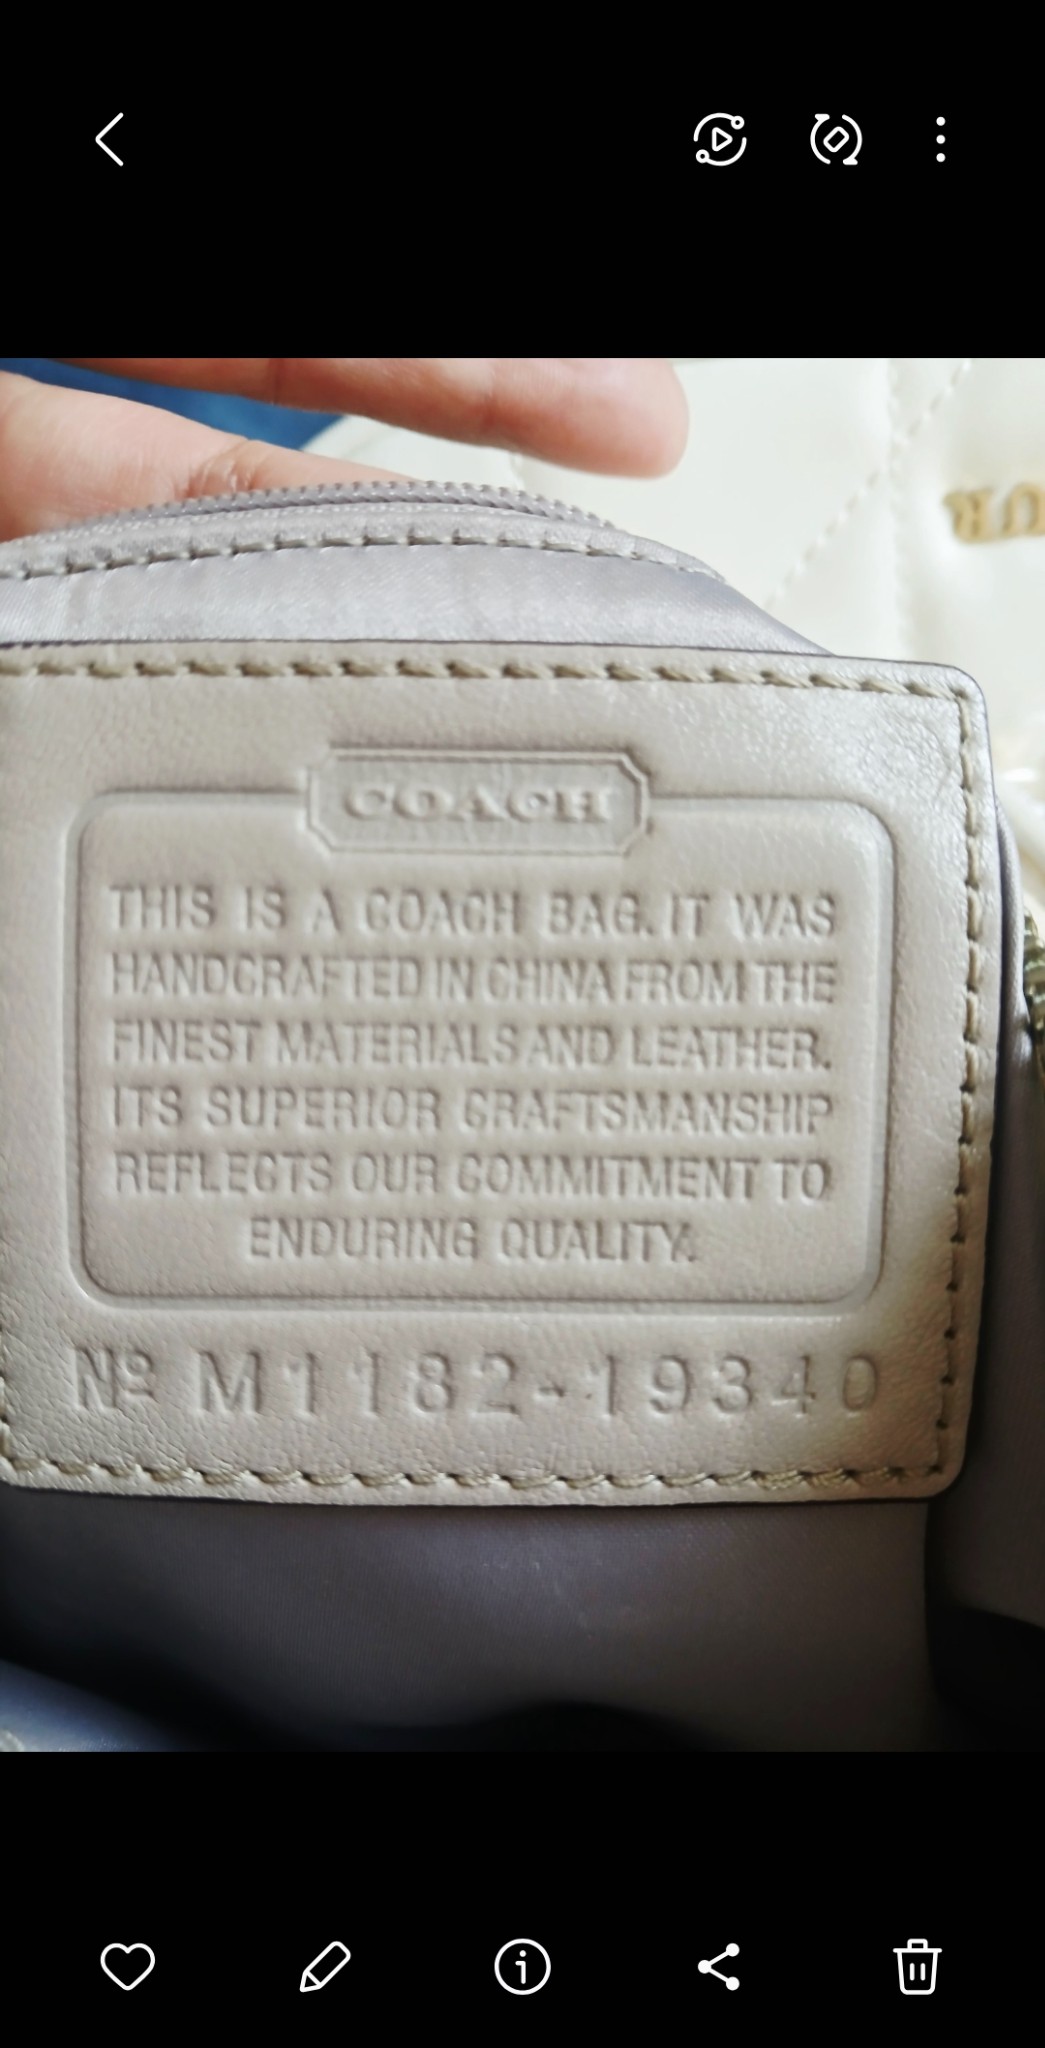 COACH
THIS IS A COACH BAG. IT WAS
HANDCRAFTED IN CHINA FROM THE
FINEST MATERIALS AND LEATHER.
ITS SUPERIOR CRAFTSMANSHIP
REFLECTS OUR COMMITMENT TO
ENDURING QUALITY.
Nº M1182-19340